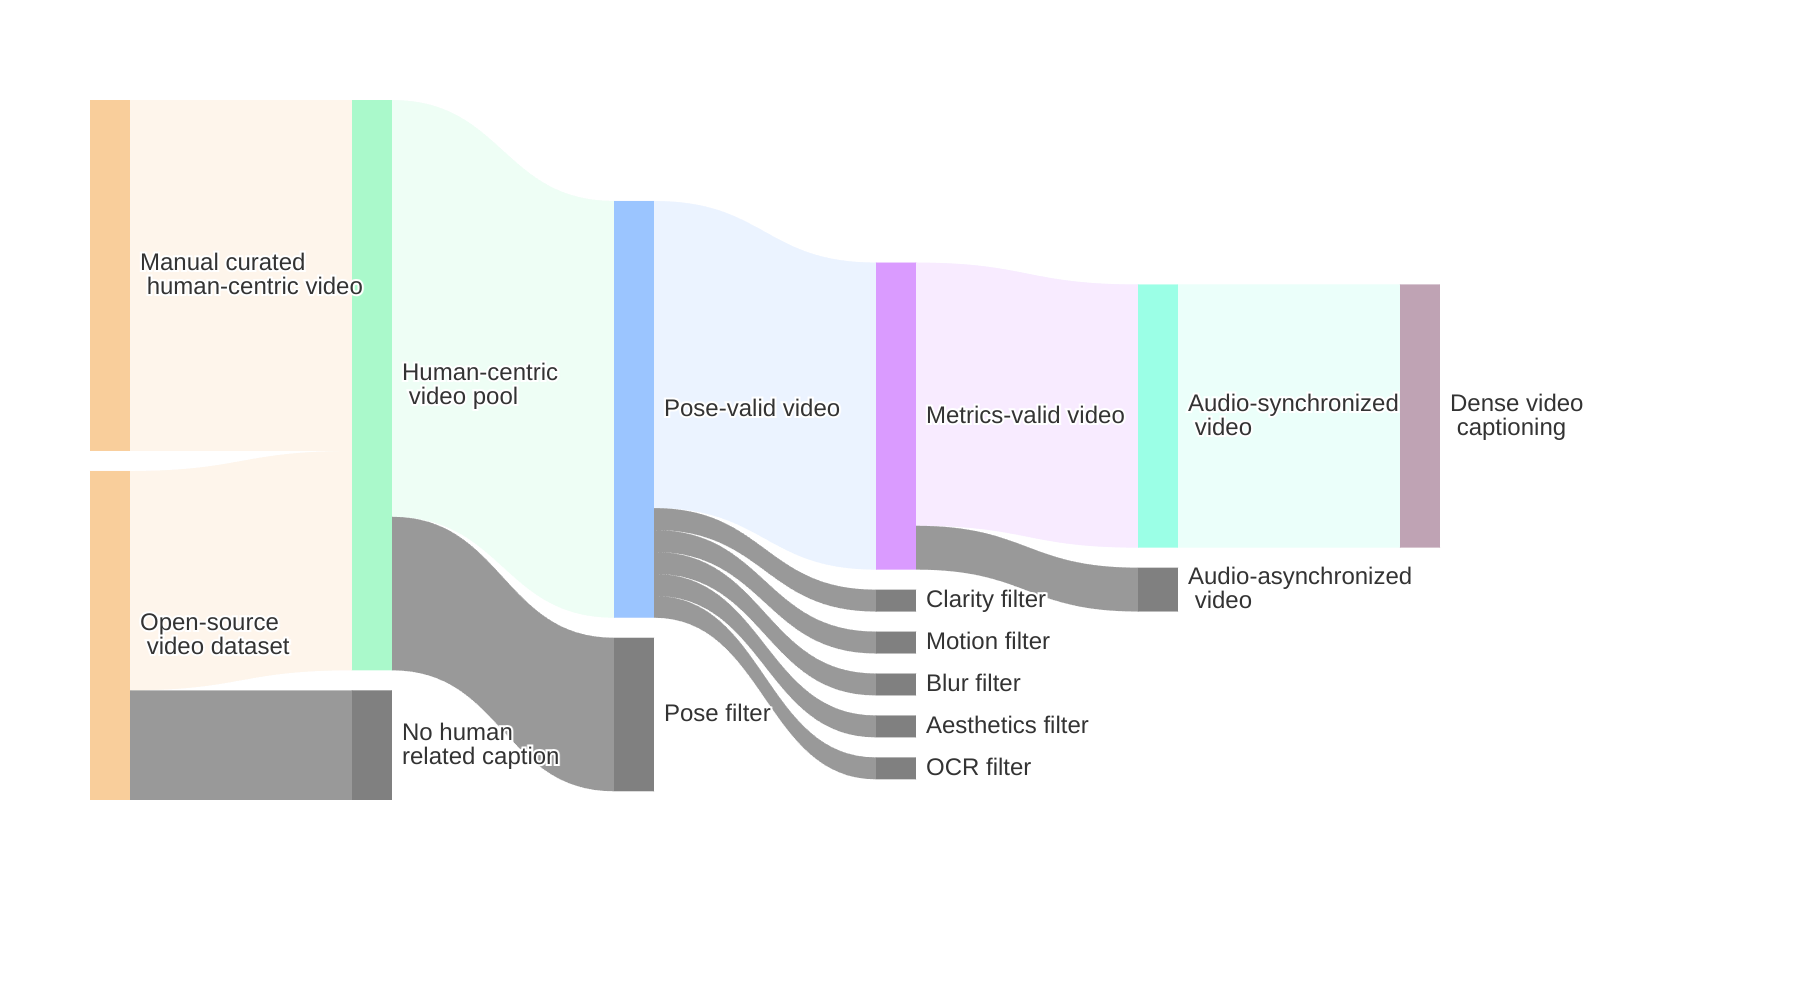 Manual curated
human-centric video
Open-source
video dataset
Human-centric
video pool
No human
related caption
Pose-valid video
Pose filter
Metrics-valid video
Clarity filter
Motion filter
Blur filter
Aesthetics filter
OCR filter
Audio-synchronized
video
Audio-asynchronized
video
Dense video
captioning